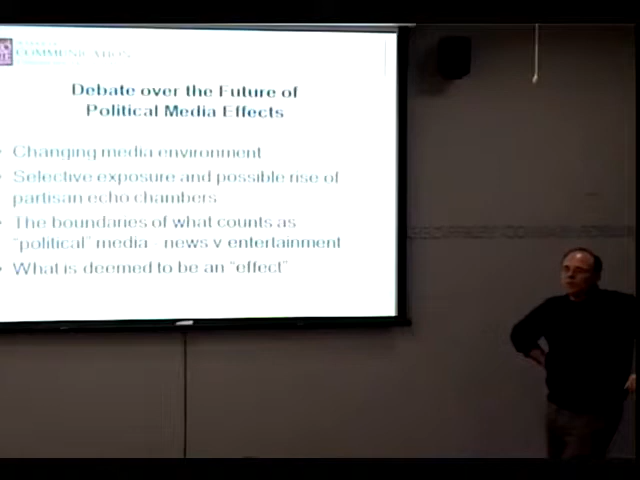 COMMUNICATION
Debate over the Future of
Political Media Effects
Changing media environment
Selective exposure and possible rise of
partisan echo chambers
The boundaries of what counts as
"political" media - news v entertainment
What is deemed to be an "effect"